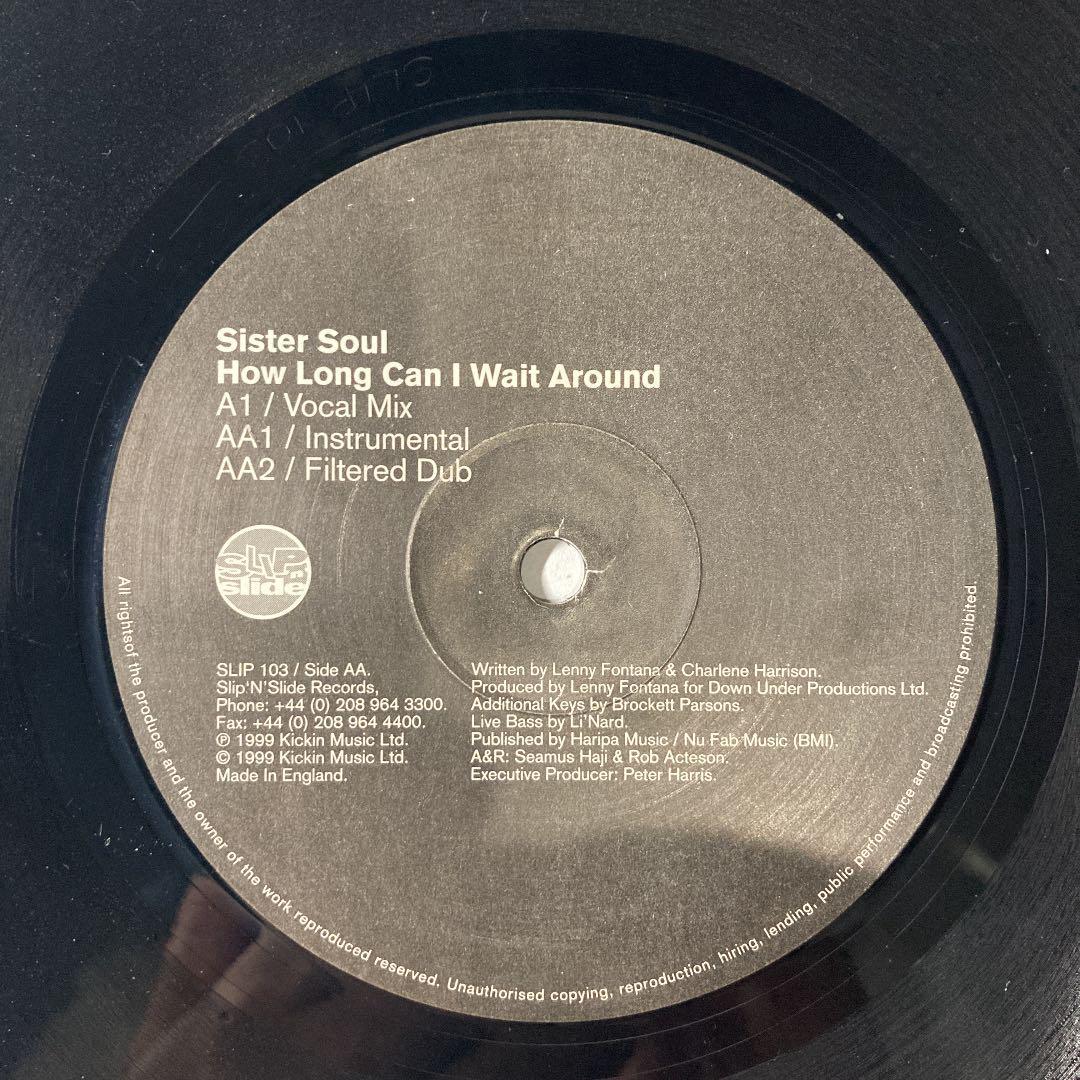 Sister Soul
How Long Can I Wait Around
A1 / Vocal Mix
AA1 / Instrumental
AA2 / Filtered Dub
SLiP n'
slide
SLIP 103 / Side AA.
Slip'N'Slide Records,
Phone: +44 (0) 208 964 3300.
Fax: +44 (0) 208 964 4400.
℗ 1999 Kickin Music Ltd.
© 1999 Kickin Music Ltd.
Made In England.
Written by Lenny Fontana & Charlene Harrison.
Produced by Lenny Fontana for Down Under Productions Ltd.
Additional Keys by Brockett Parsons.
Live Bass by Li'Nard.
Published by Haripa Music / Nu Fab Music (BMI).
A&R: Seamus Haji & Rob Acteson.
Executive Producer: Peter Harris.
All rightsof the producer and the owner of the work reproduced reserved. Unauthorised copying, reproduction, hiring, lending, public performance and broadcasting prohibited.
SLIP